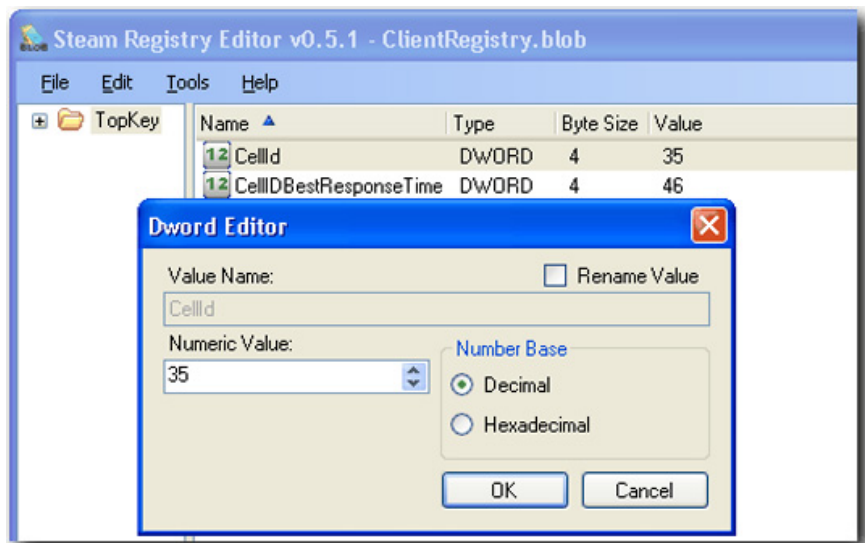 Steam Registry Editor v0.5.1 - ClientRegistry.blob
File Edit Tools Help
TopKey
Name Type Byte Size Value
12 CellId DWORD 4 35
12 CellIDBestResponseTime DWORD 4 46
Dword Editor
Value Name: Rename Value
CellId
Numeric Value: Number Base
35
Decimal
Hexadecimal
OK Cancel